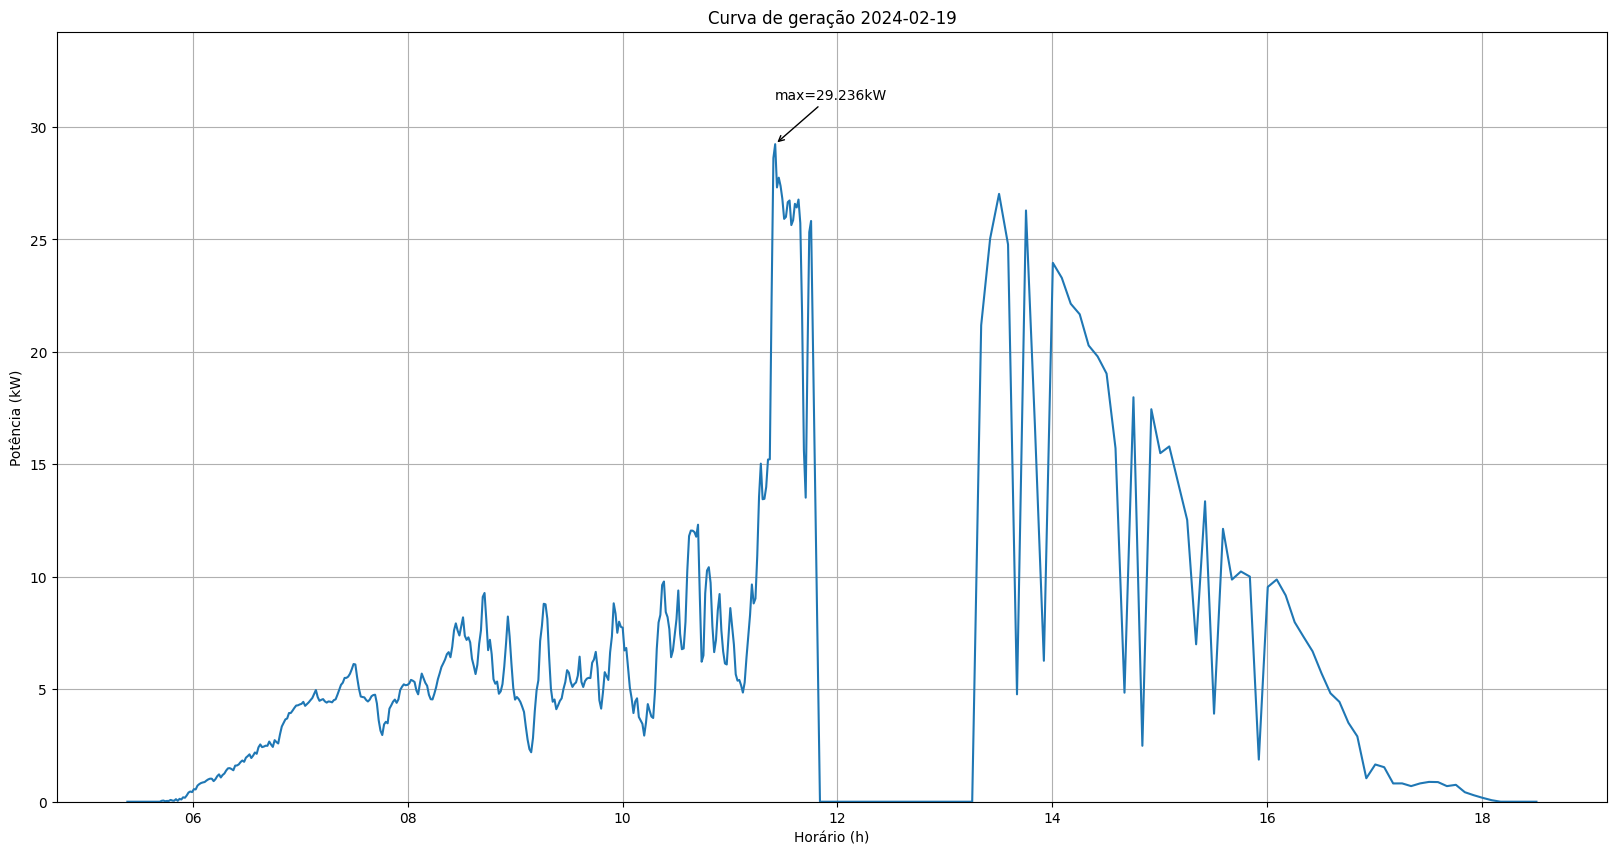 Curva de geração 2024-02-19
max=29.236kW
30
25
20
15
10
5
0
Potência (kW)
06 08 10 12 14 16 18
Horário (h)